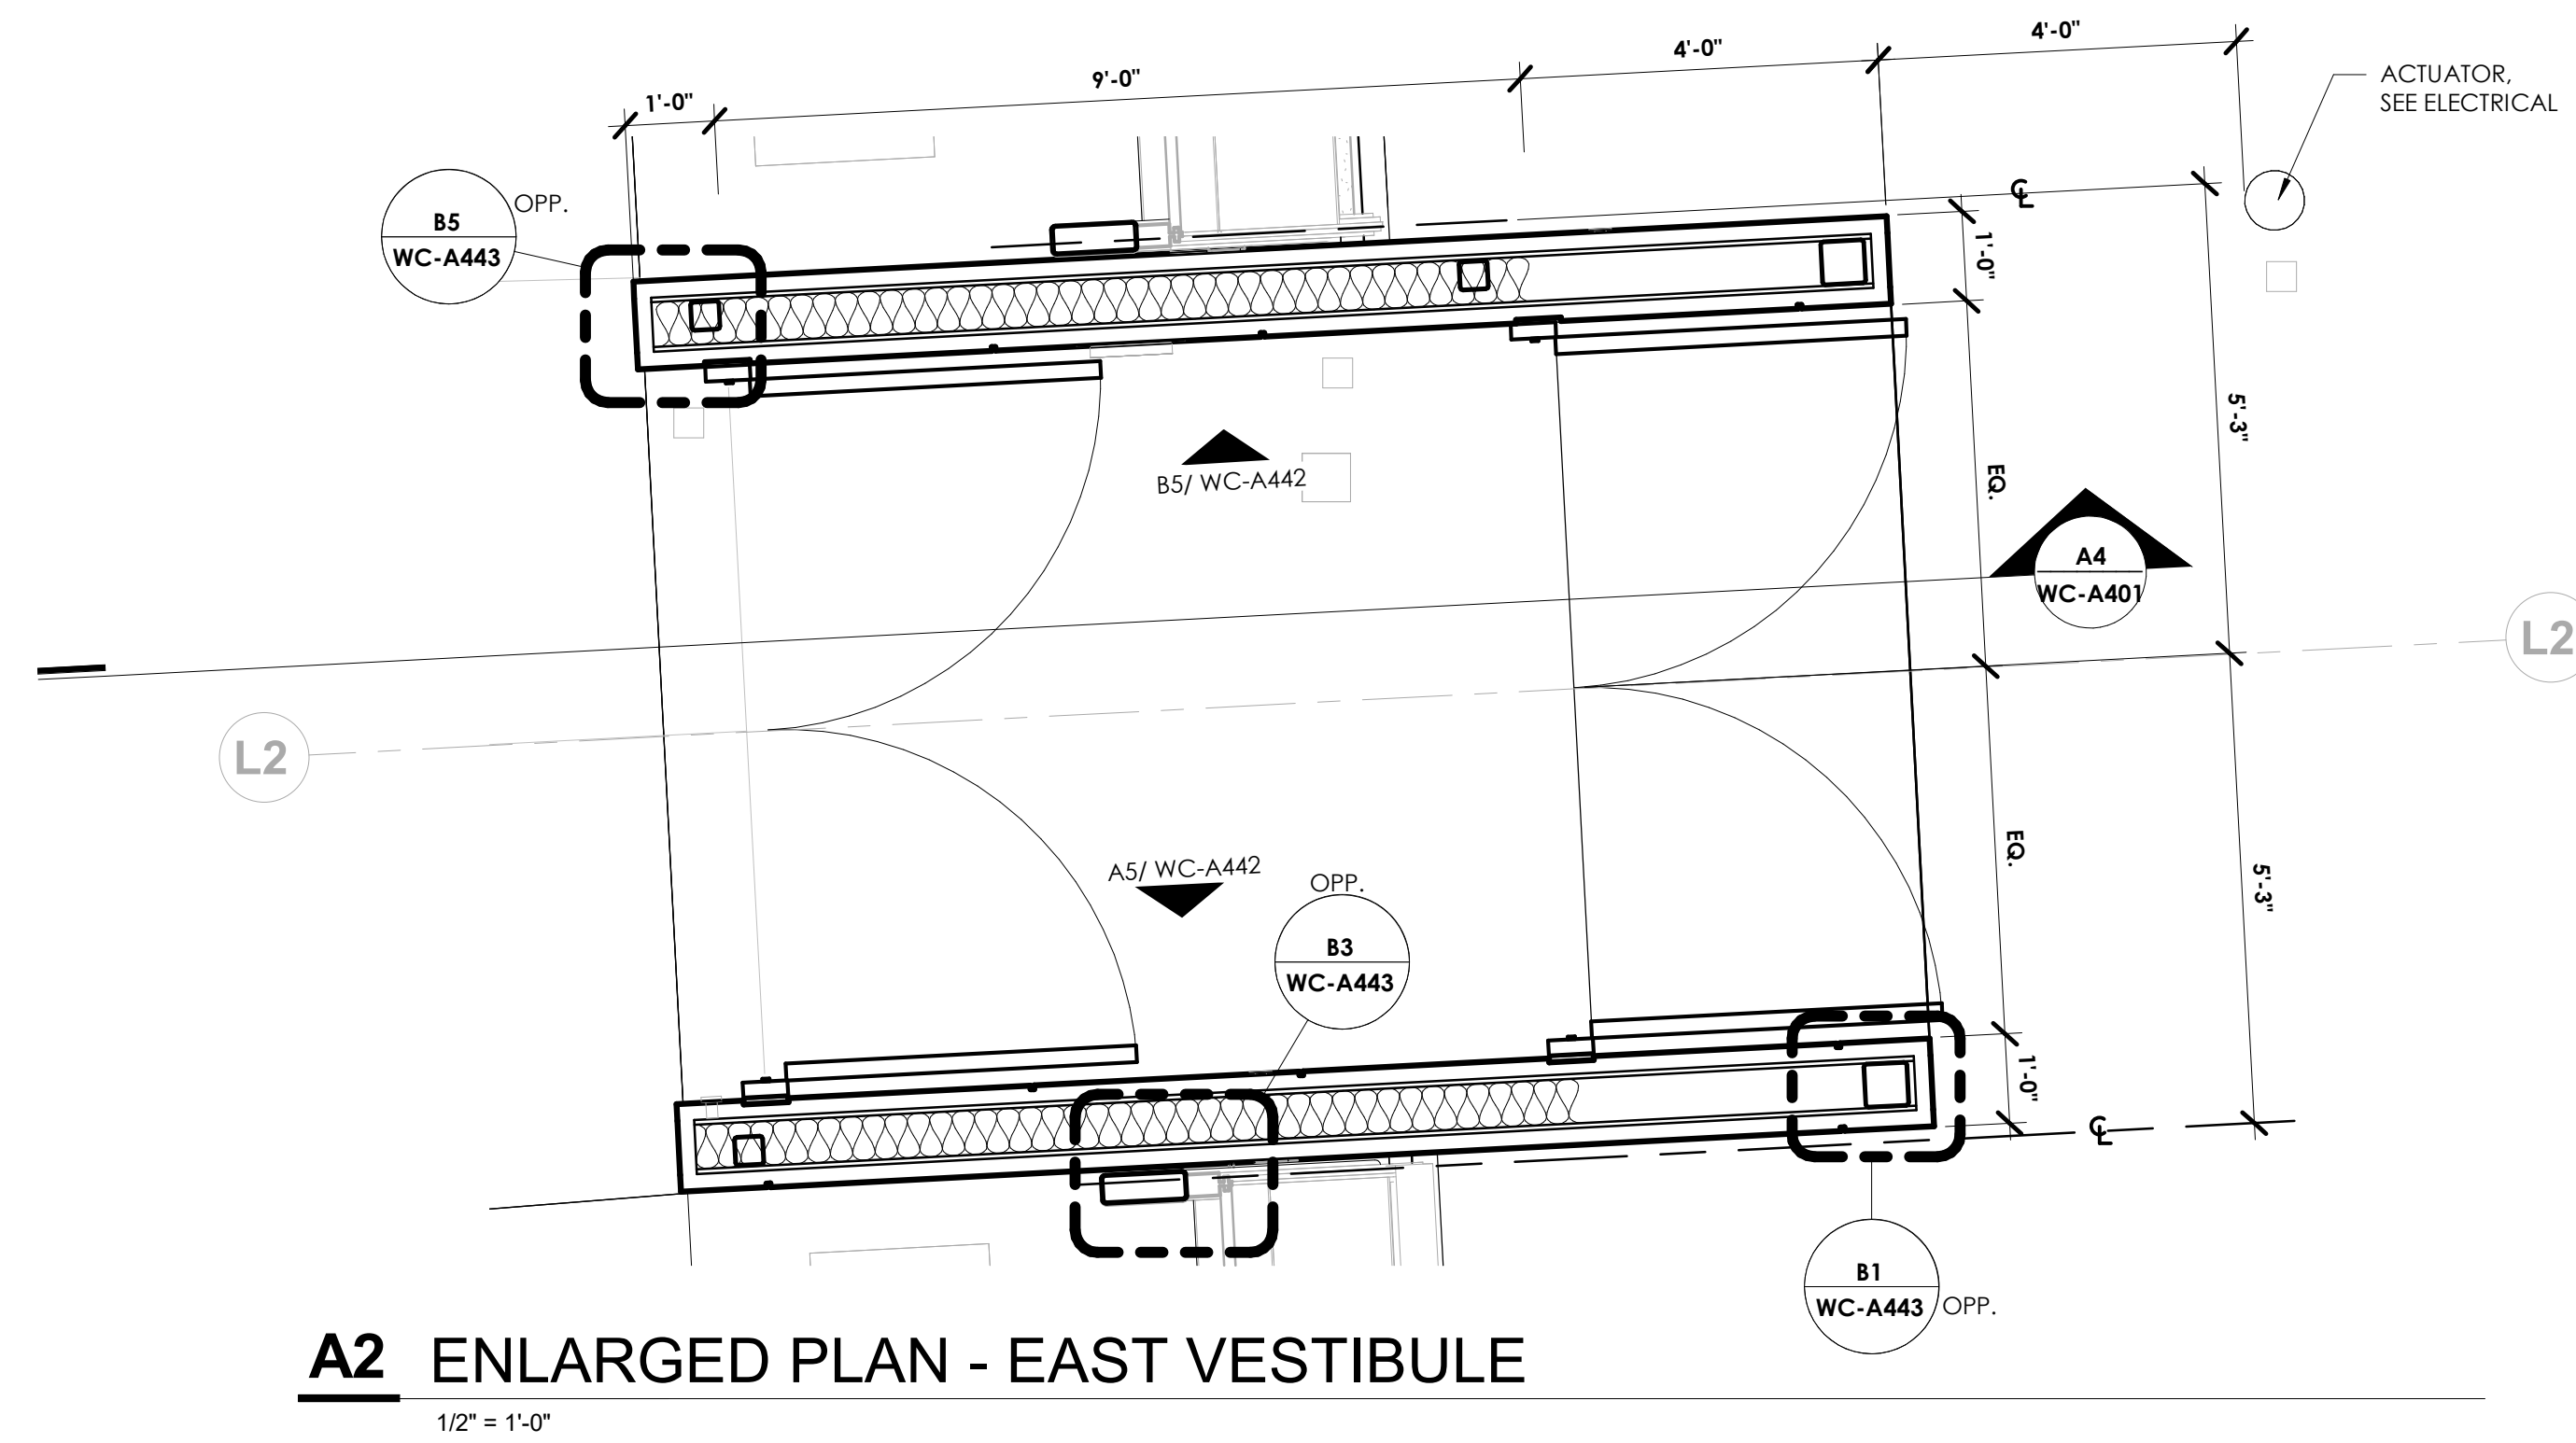 4'-0"
4'-0"
9'-0"
1'-0"
ACTUATOR,
SEE ELECTRICAL
B5
WC-A443
OPP.
℄
1'-0"
5'-3"
EQ.
B5/ WC-A442
A4
WC-A401
L2
L2
EQ.
5'-3"
A5/ WC-A442
OPP.
B3
WC-A443
1'-0"
℄
B1
WC-A443
OPP.
A2 ENLARGED PLAN - EAST VESTIBULE
1/2" = 1'-0"